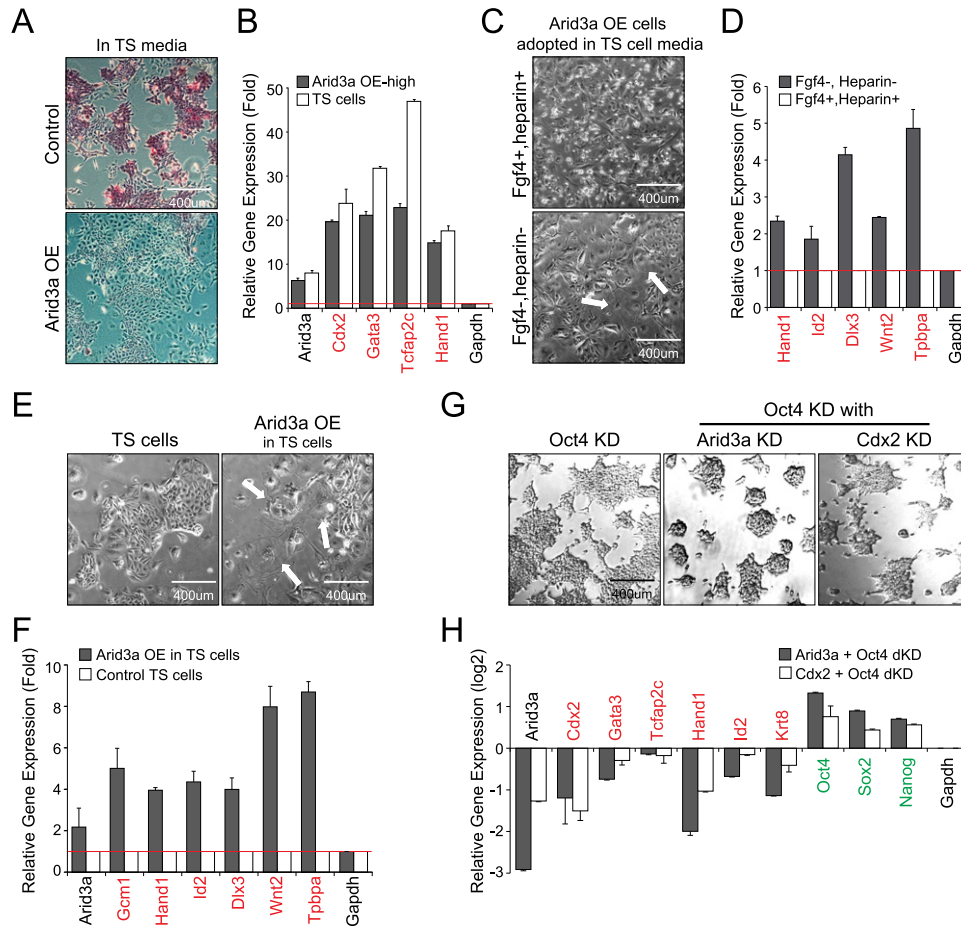 A
In TS media
Control
400um
Arid3a OE
400um
B
Arid3a OE-high
TS cells
Relative Gene Expression (Fold)
50
40
30
20
10
0
Arid3a
Cdx2
Gata3
Tcfap2c
Hand1
Gapdh
C
Arid3a OE cells
adopted in TS cell media
Fgf4+,heparin+
400um
Fgf4-,heparin-
400um
D
Fgf4-, Heparin-
Fgf4+,Heparin+
Relative Gene Expression (Fold)
6
5
4
3
2
1
0
Hand1
Id2
Dlx3
Wnt2
Tpbpa
Gapdh
E
TS cells
400um
Arid3a OE
in TS cells
400um
F
Arid3a OE in TS cells
Control TS cells
Relative Gene Expression (Fold)
10
8
6
4
2
0
Arid3a
Gcm1
Hand1
Id2
Dlx3
Wnt2
Tpbpa
Gapdh
G
Oct4 KD with
Oct4 KD
Arid3a KD
Cdx2 KD
400um
H
Arid3a + Oct4 dKD
Cdx2 + Oct4 dKD
Relative Gene Expression (log2)
2
1
0
-1
-2
-3
Arid3a
Cdx2
Gata3
Tcfap2c
Hand1
Id2
Krt8
Oct4
Sox2
Nanog
Gapdh